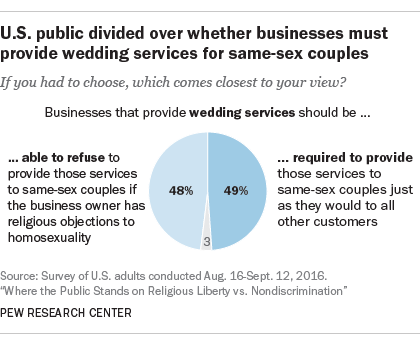 U.S. public divided over whether businesses must
provide wedding services for same-sex couples
If you had to choose, which comes closest to your view?
Businesses that provide wedding services should be ...
... able to refuse to
provide those services
to same-sex couples if
the business owner has
religious objections to
homosexuality
48%
49%
3
... required to provide
those services to
same-sex couples just
as they would to all
other customers
Source: Survey of U.S. adults conducted Aug. 16-Sept. 12, 2016.
“Where the Public Stands on Religious Liberty vs. Nondiscrimination”
PEW RESEARCH CENTER